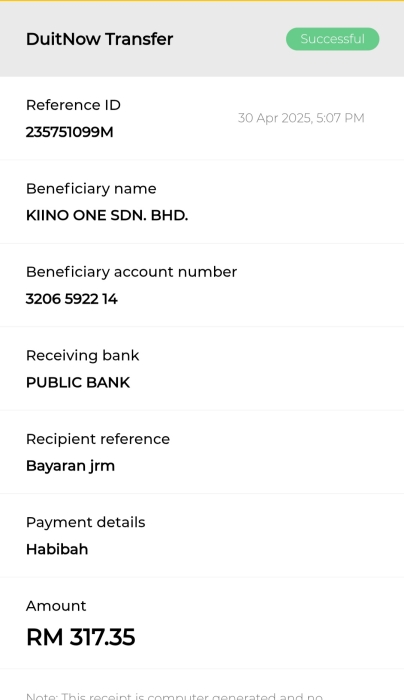 DuitNow Transfer
Successful
Reference ID
30 Apr 2025, 5:07 PM
235751099M
Beneficiary name
KIINO ONE SDN. BHD.
Beneficiary account number
3206 5922 14
Receiving bank
PUBLIC BANK
Recipient reference
Bayaran jrm
Payment details
Habibah
Amount
RM 317.35
Note: This receipt is computer generated and no